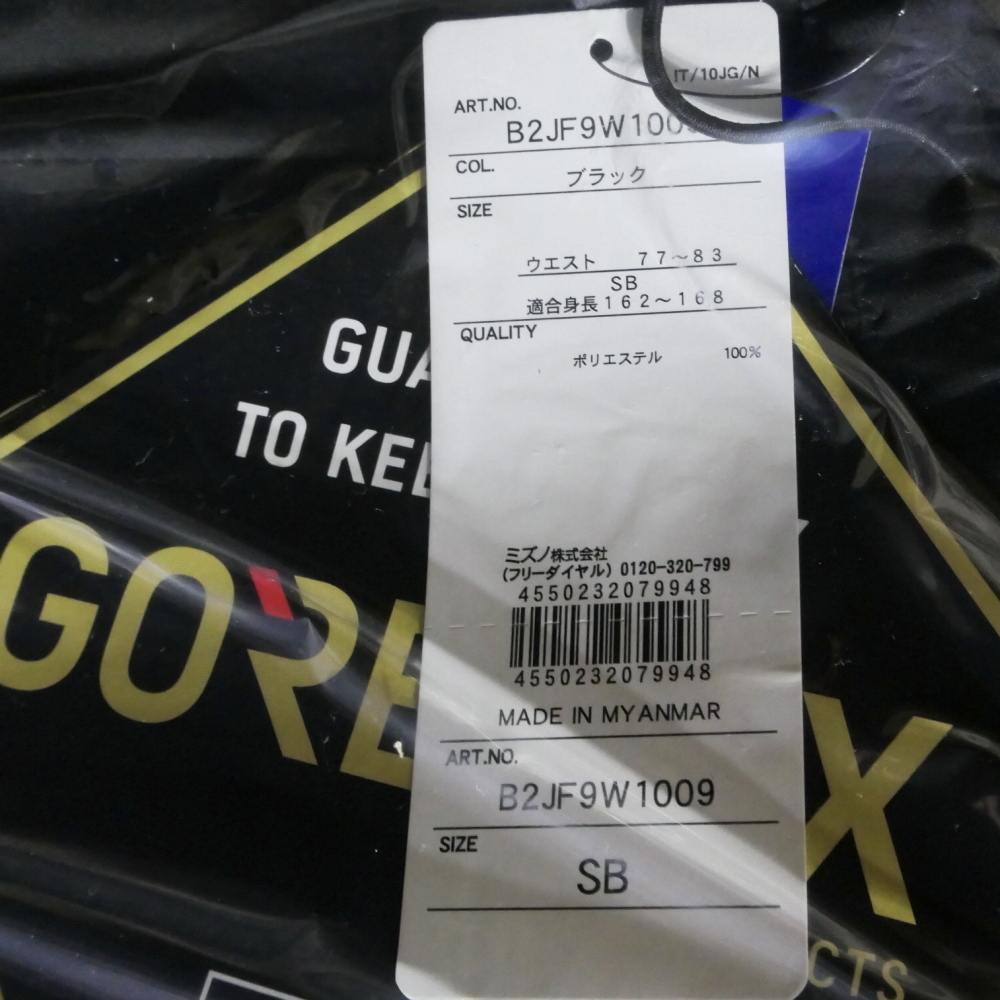 IT/10JG/N
ART.NO.
B2JF9W1009
COL.
ブラック
SIZE
ウエスト 77～83
SB
適合身長162～168
QUALITY
ポリエステル 100%
ミズノ株式会社
(フリーダイヤル) 0120-320-799
4550232079948
4550232079948
MADE IN MYANMAR
ART.NO.
B2JF9W1009
SIZE
SB
TO
GORE X